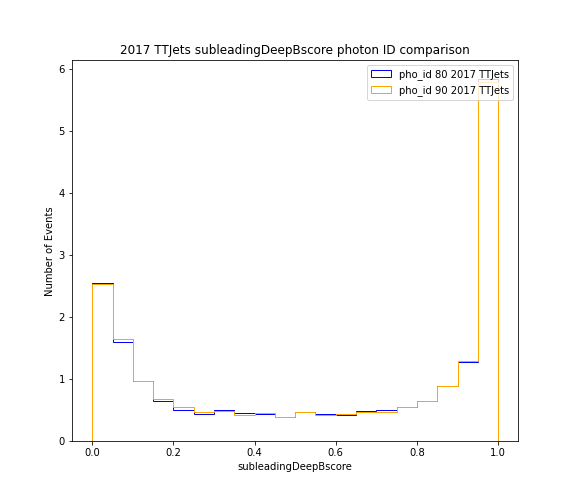 2017 TTJets subleadingDeepBscore photon ID comparison
pho_id 80 2017 TTJets
pho_id 90 2017 TTJets
Number of Events
6
5
4
3
2
1
0
0.0 0.2 0.4 0.6 0.8 1.0
subleadingDeepBscore